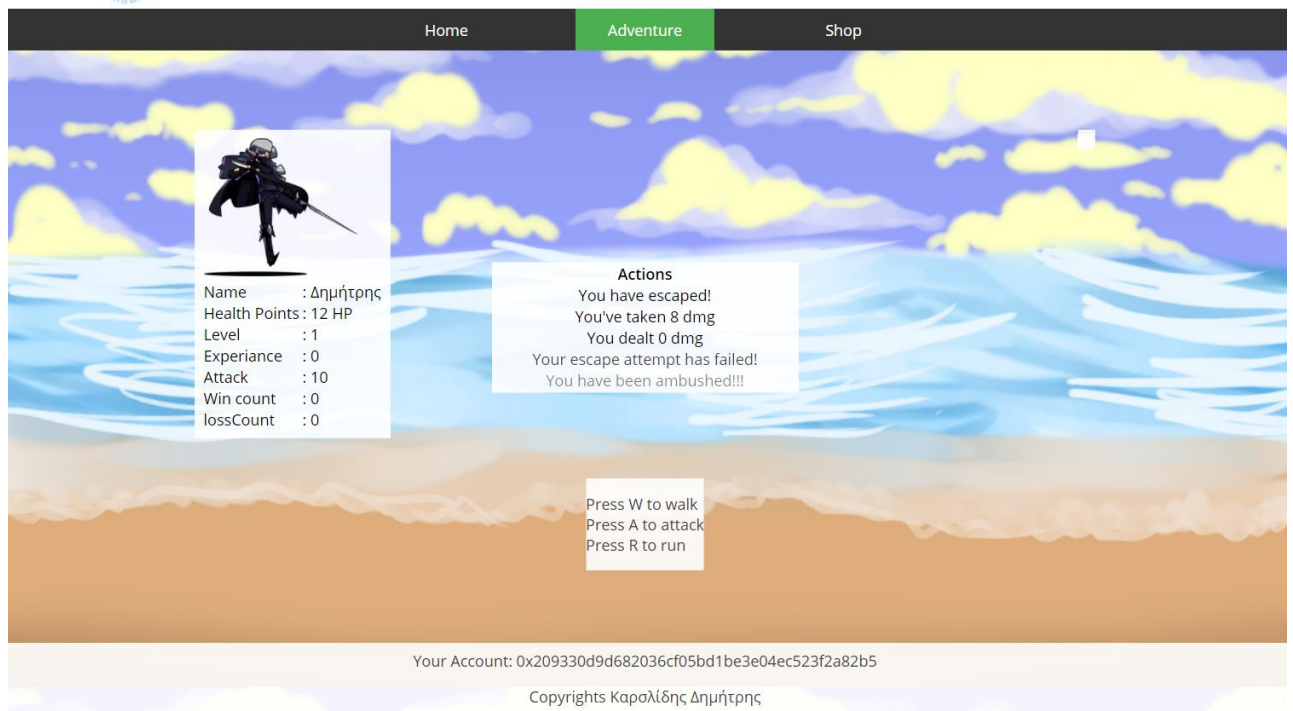 Home Adventure Shop
Actions
You have escaped!
You've taken 8 dmg
You dealt 0 dmg
Your escape attempt has failed!
You have been ambushed!!!
Name : Δημήτρης
Health Points : 12 HP
Level : 1
Experiance : 0
Attack : 10
Win count : 0
lossCount : 0
Press W to walk
Press A to attack
Press R to run
Your Account: 0x209330d9d682036cf05bd1be3e04ec523f2a82b5
Copyrights Καρσλίδης Δημήτρης